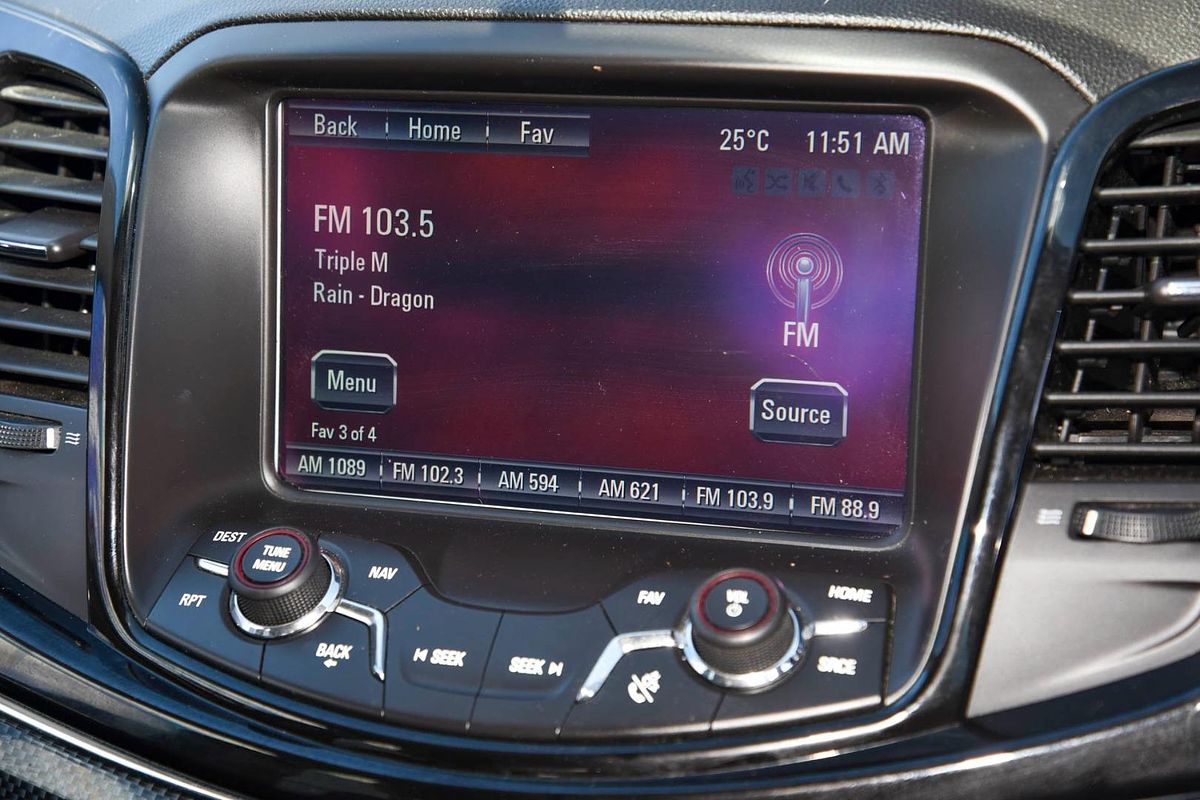 Back Home Fav 25°C 11:51 AM
FM 103.5
Triple M
Rain - Dragon
FM
Menu
Source
Fav 3 of 4
AM 1089 FM 102.3 AM 594 AM 621 FM 103.9 FM 88.9
DEST
TUNE
MENU
NAV
RPT
BACK
SEEK
SEEK
FAV
VOL
HOME
SRCE